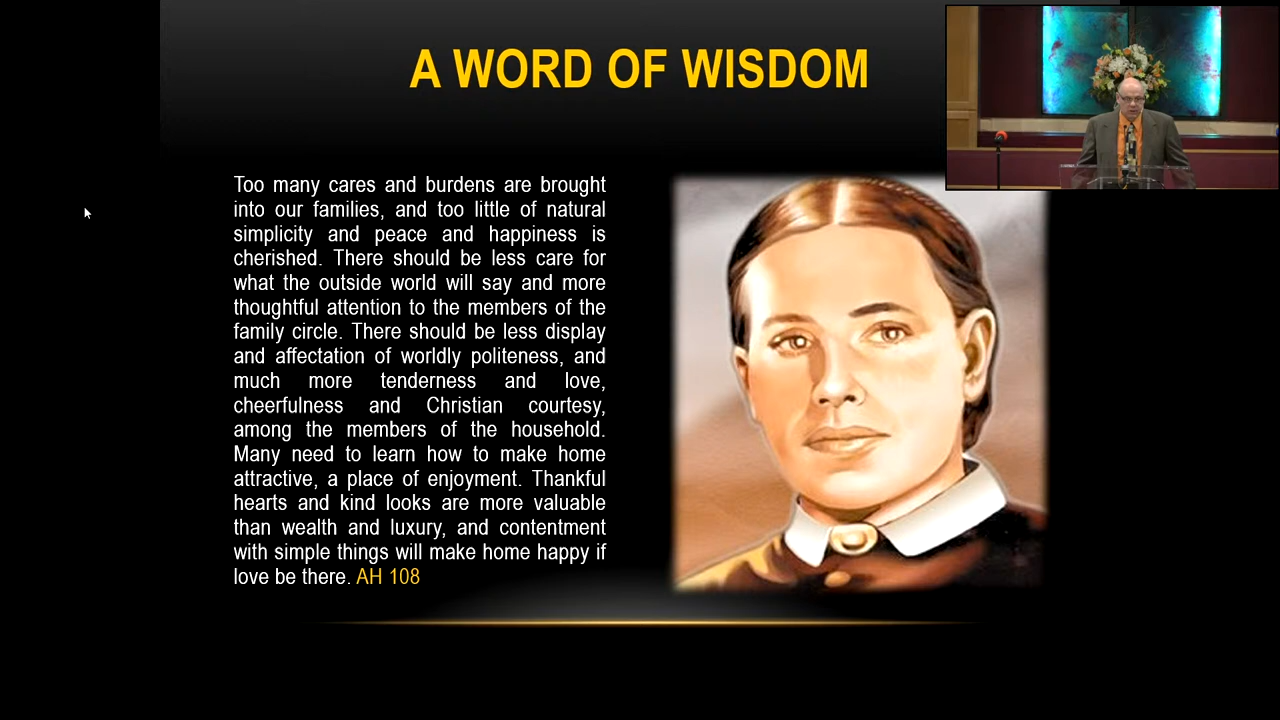 A WORD OF WISDOM
Too many cares and burdens are brought
into our families, and too little of natural
simplicity and peace and happiness is
cherished. There should be less care for
what the outside world will say and more
thoughtful attention to the members of the
family circle. There should be less display
and affectation of worldly politeness, and
much more tenderness and love,
cheerfulness and Christian courtesy,
among the members of the household.
Many need to learn how to make home
attractive, a place of enjoyment. Thankful
hearts and kind looks are more valuable
than wealth and luxury, and contentment
with simple things will make home happy if
love be there. AH 108